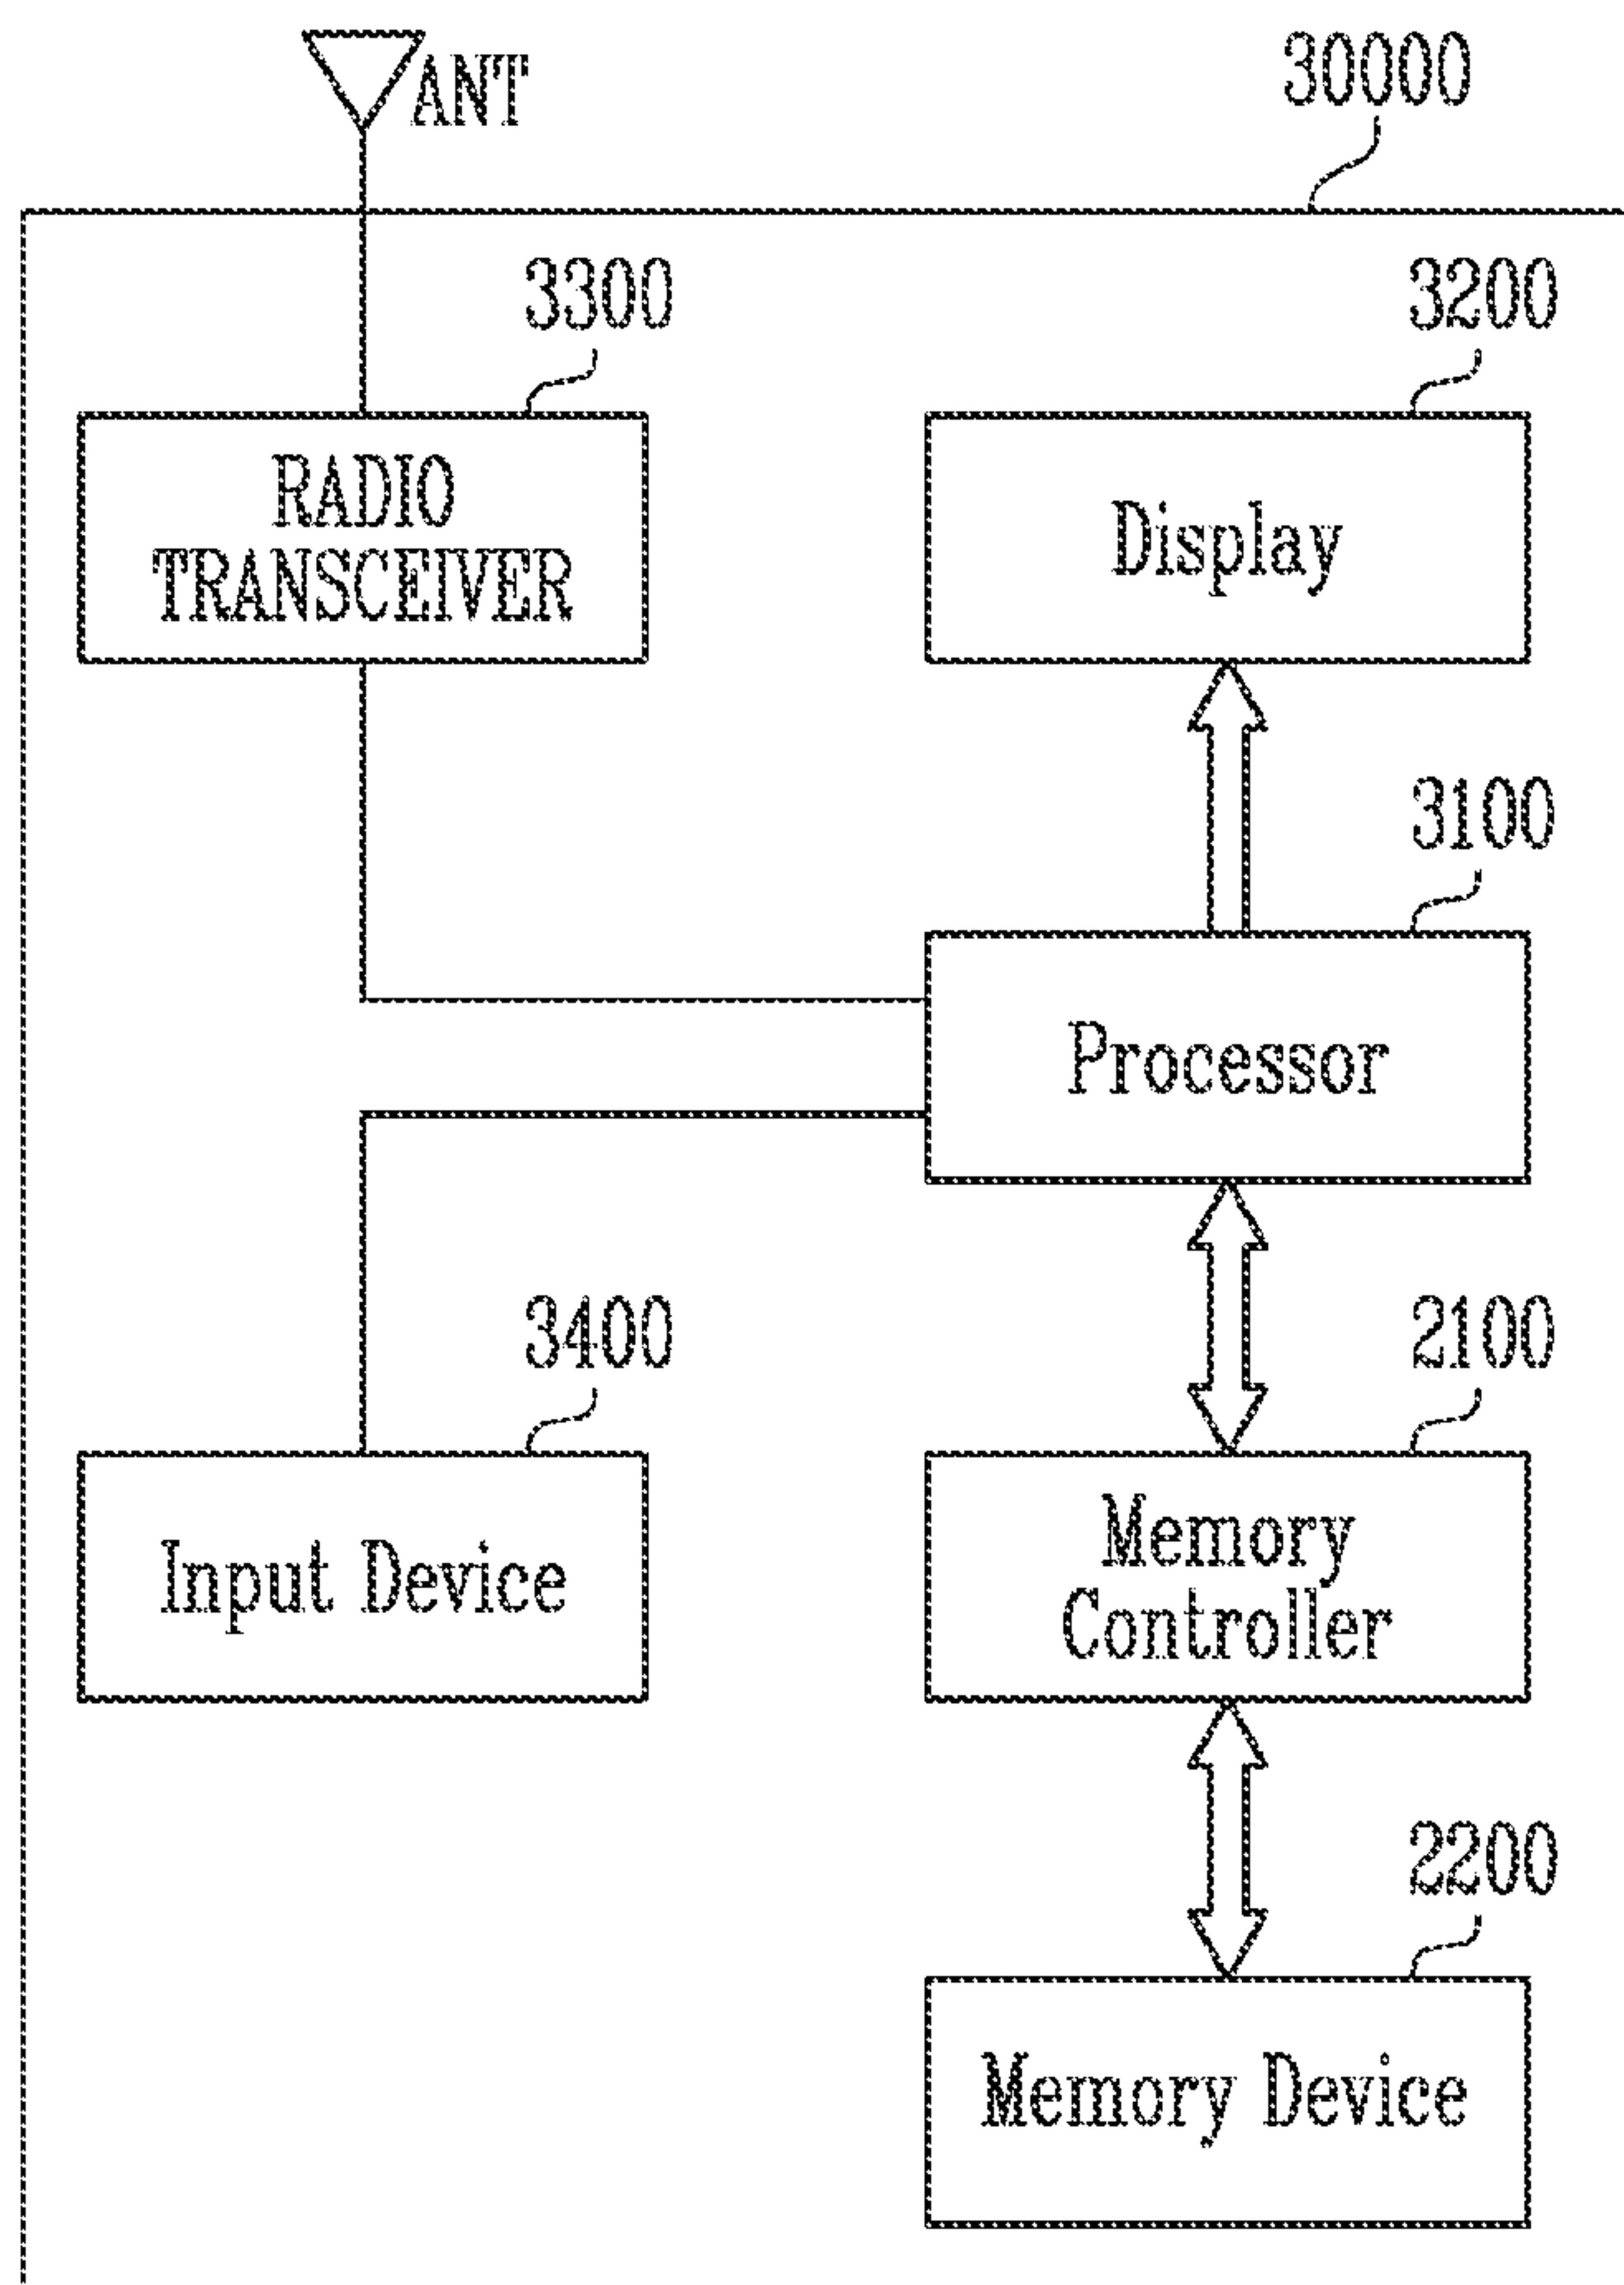 ANT
30000
3300
3200
RADIO
TRANSCEIVER
Display
3100
Processor
3400
2100
Input Device
Memory
Controller
2200
Memory Device